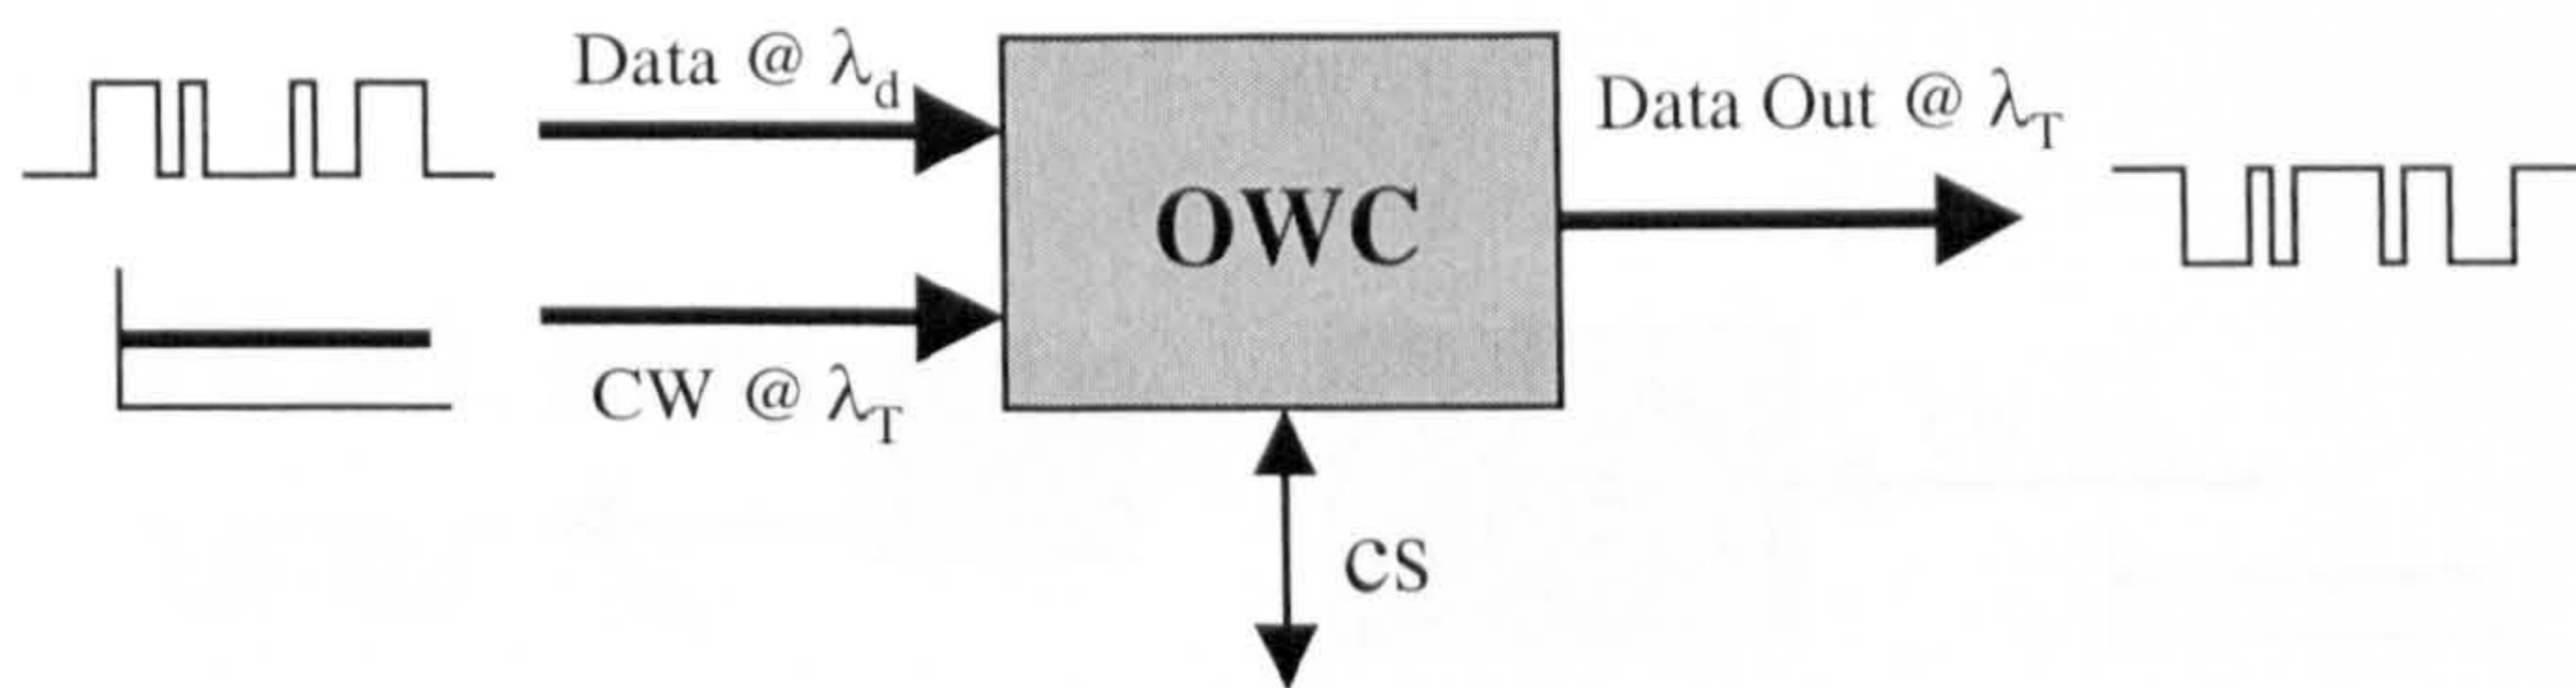 Data @ λd
Data Out @ λT
OWC
CW @ λT
CS